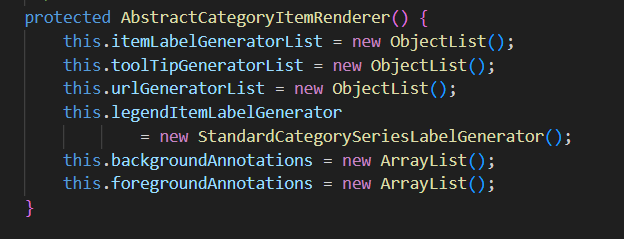 protected AbstractCategoryItemRenderer() {
this.itemLabelGeneratorList = new ObjectList();
this.toolTipGeneratorList = new ObjectList();
this.urlGeneratorList = new ObjectList();
this.legendItemLabelGenerator
= new StandardCategorySeriesLabelGenerator();
this.backgroundAnnotations = new ArrayList();
this.foregroundAnnotations = new ArrayList();
}